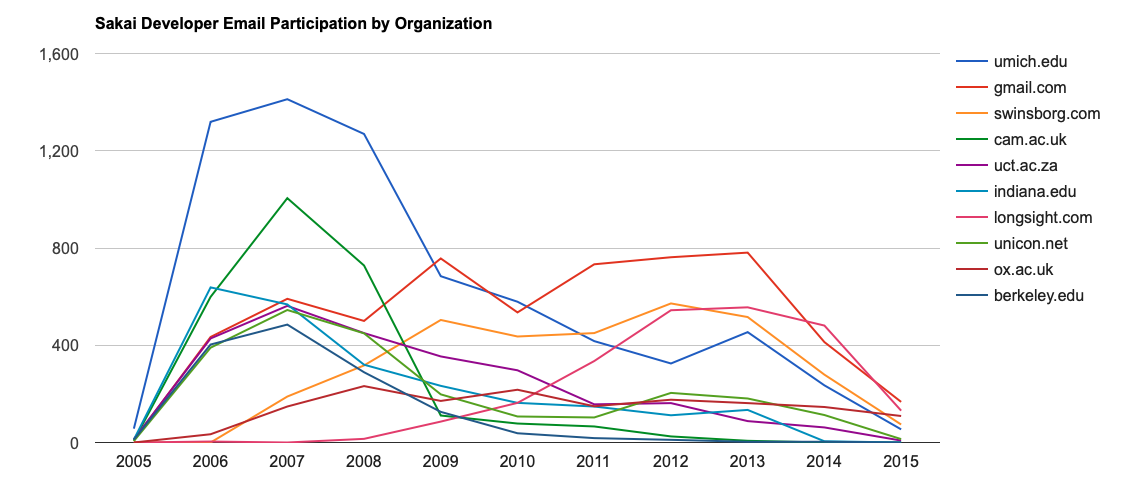 Sakai Developer Email Participation by Organization
1,600
1,200
800
400
0
2005 2006 2007 2008 2009 2010 2011 2012 2013 2014 2015
umich.edu
gmail.com
swinsborg.com
cam.ac.uk
uct.ac.za
indiana.edu
longsight.com
unicon.net
ox.ac.uk
berkeley.edu